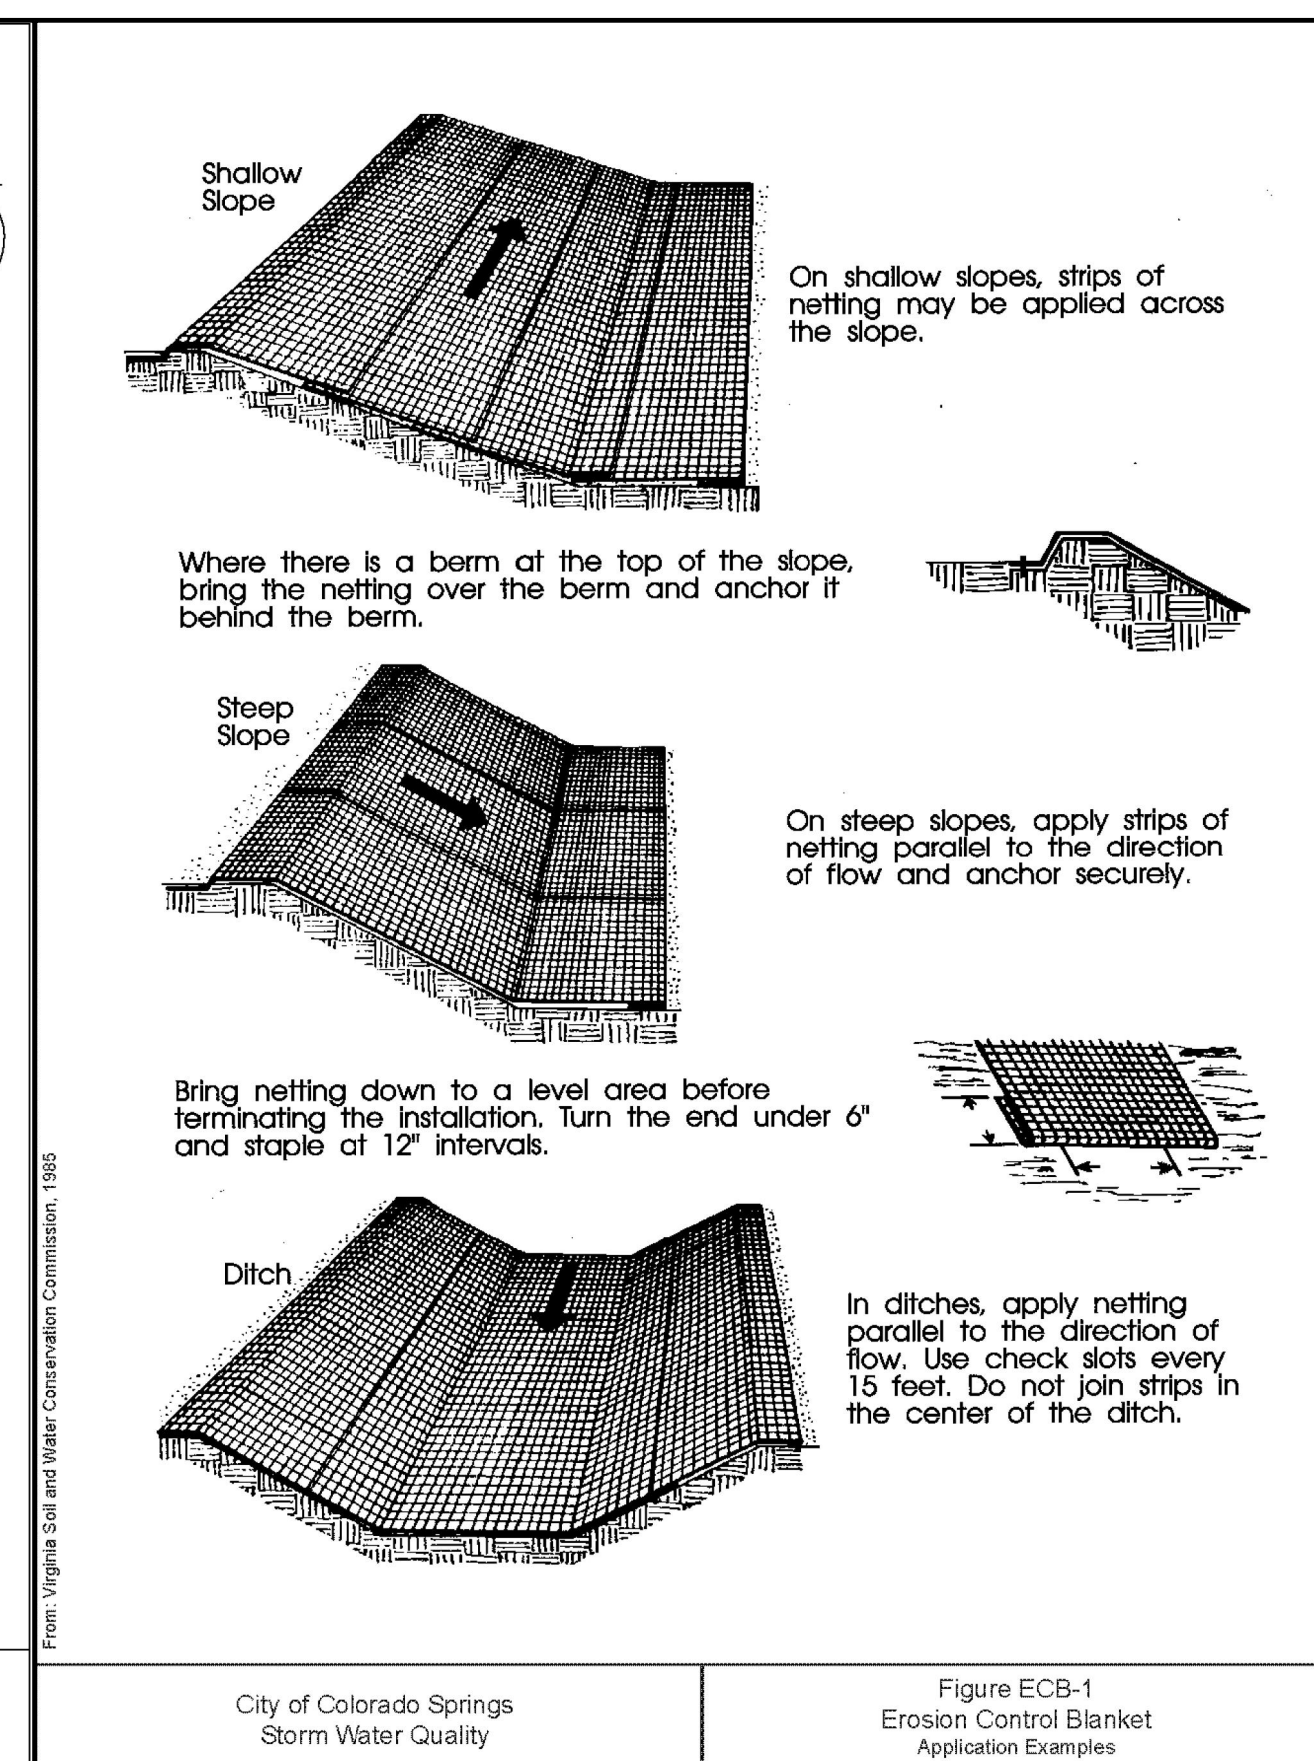 Shallow
Slope
On shallow slopes, strips of
netting may be applied across
the slope.
Where there is a berm at the top of the slope,
bring the netting over the berm and anchor it
behind the berm.
Steep
Slope
On steep slopes, apply strips of
netting parallel to the direction
of flow and anchor securely.
Bring netting down to a level area before
terminating the installation. Turn the end under 6"
and staple at 12" intervals.
Ditch
In ditches, apply netting
parallel to the direction of
flow. Use check slots every
15 feet. Do not join strips in
the center of the ditch.
From: Virginia Soil and Water Conservation Commission, 1985
City of Colorado Springs
Storm Water Quality
Figure ECB-1
Erosion Control Blanket
Application Examples